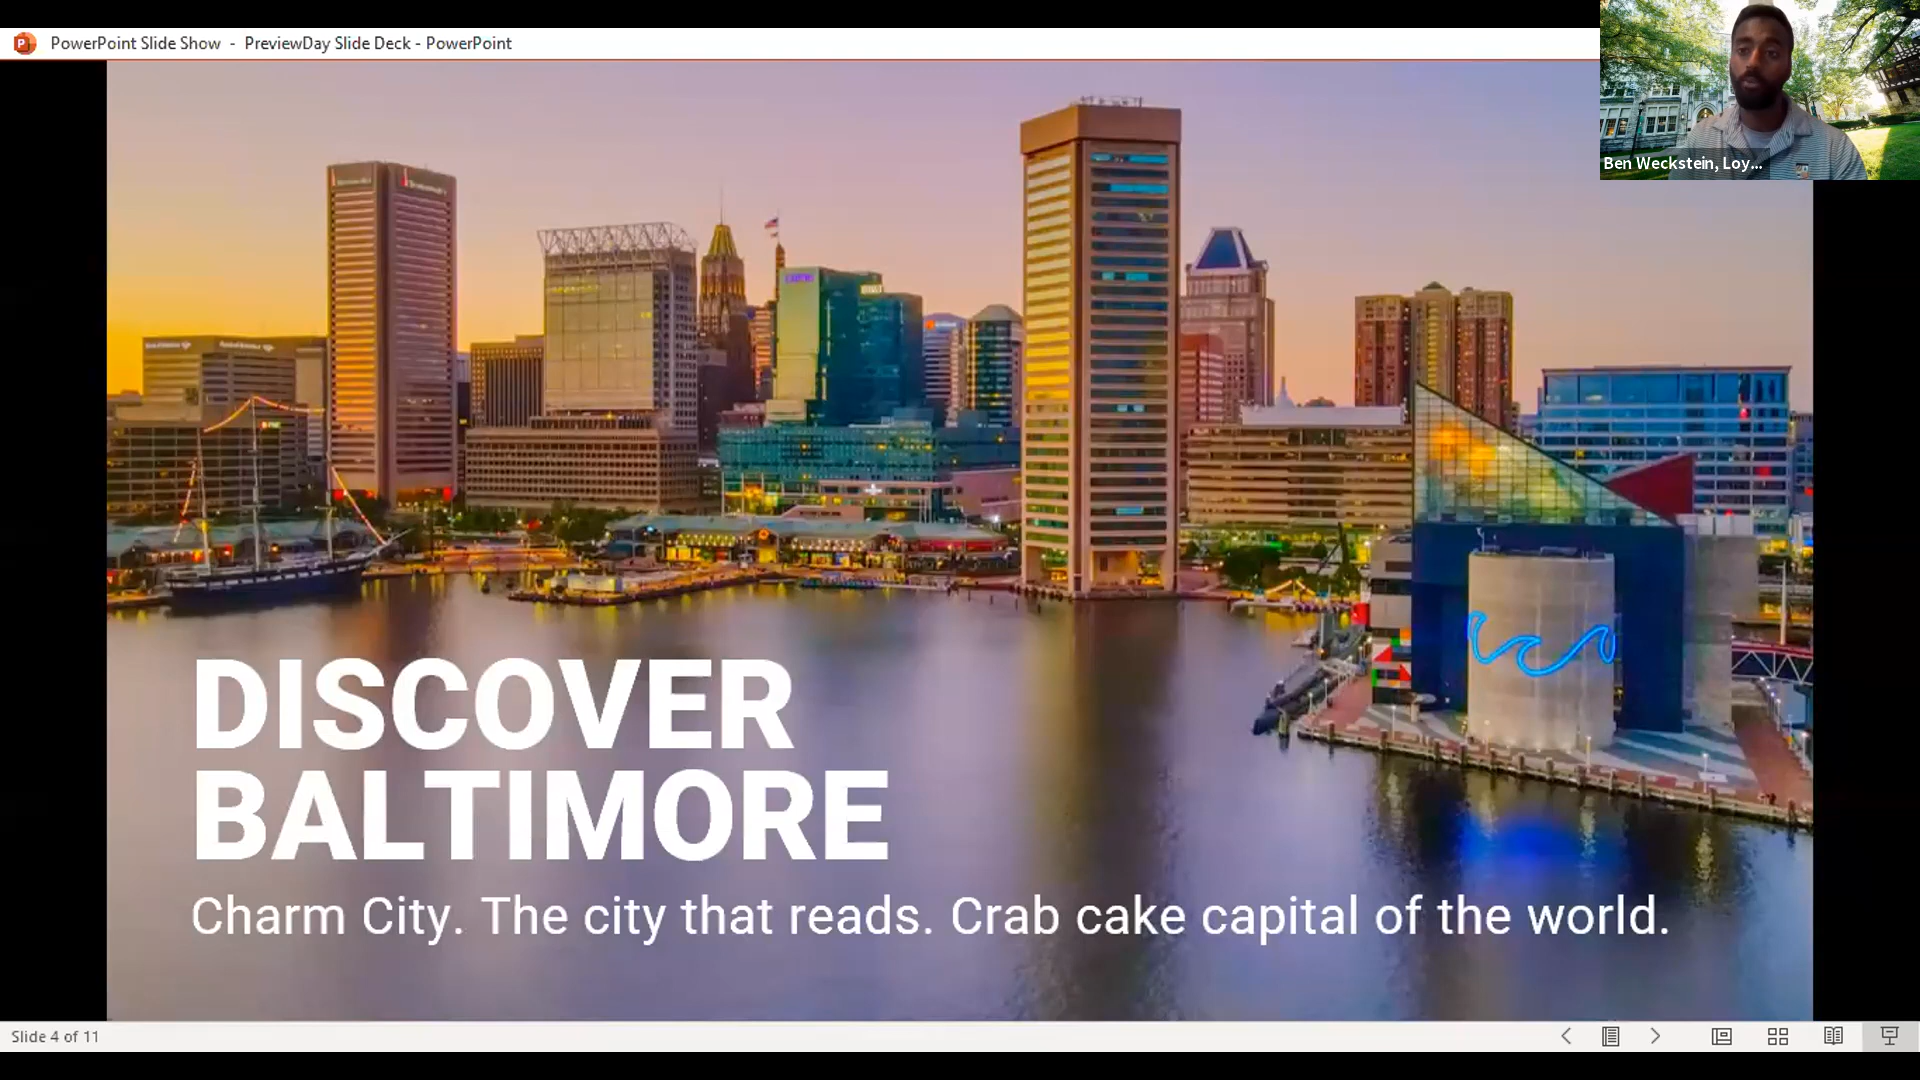 PowerPoint Slide Show - PreviewDay Slide Deck - PowerPoint
Ben Weckstein, Loy...
DISCOVER
BALTIMORE
Charm City. The city that reads. Crab cake capital of the world.
Slide 4 of 11